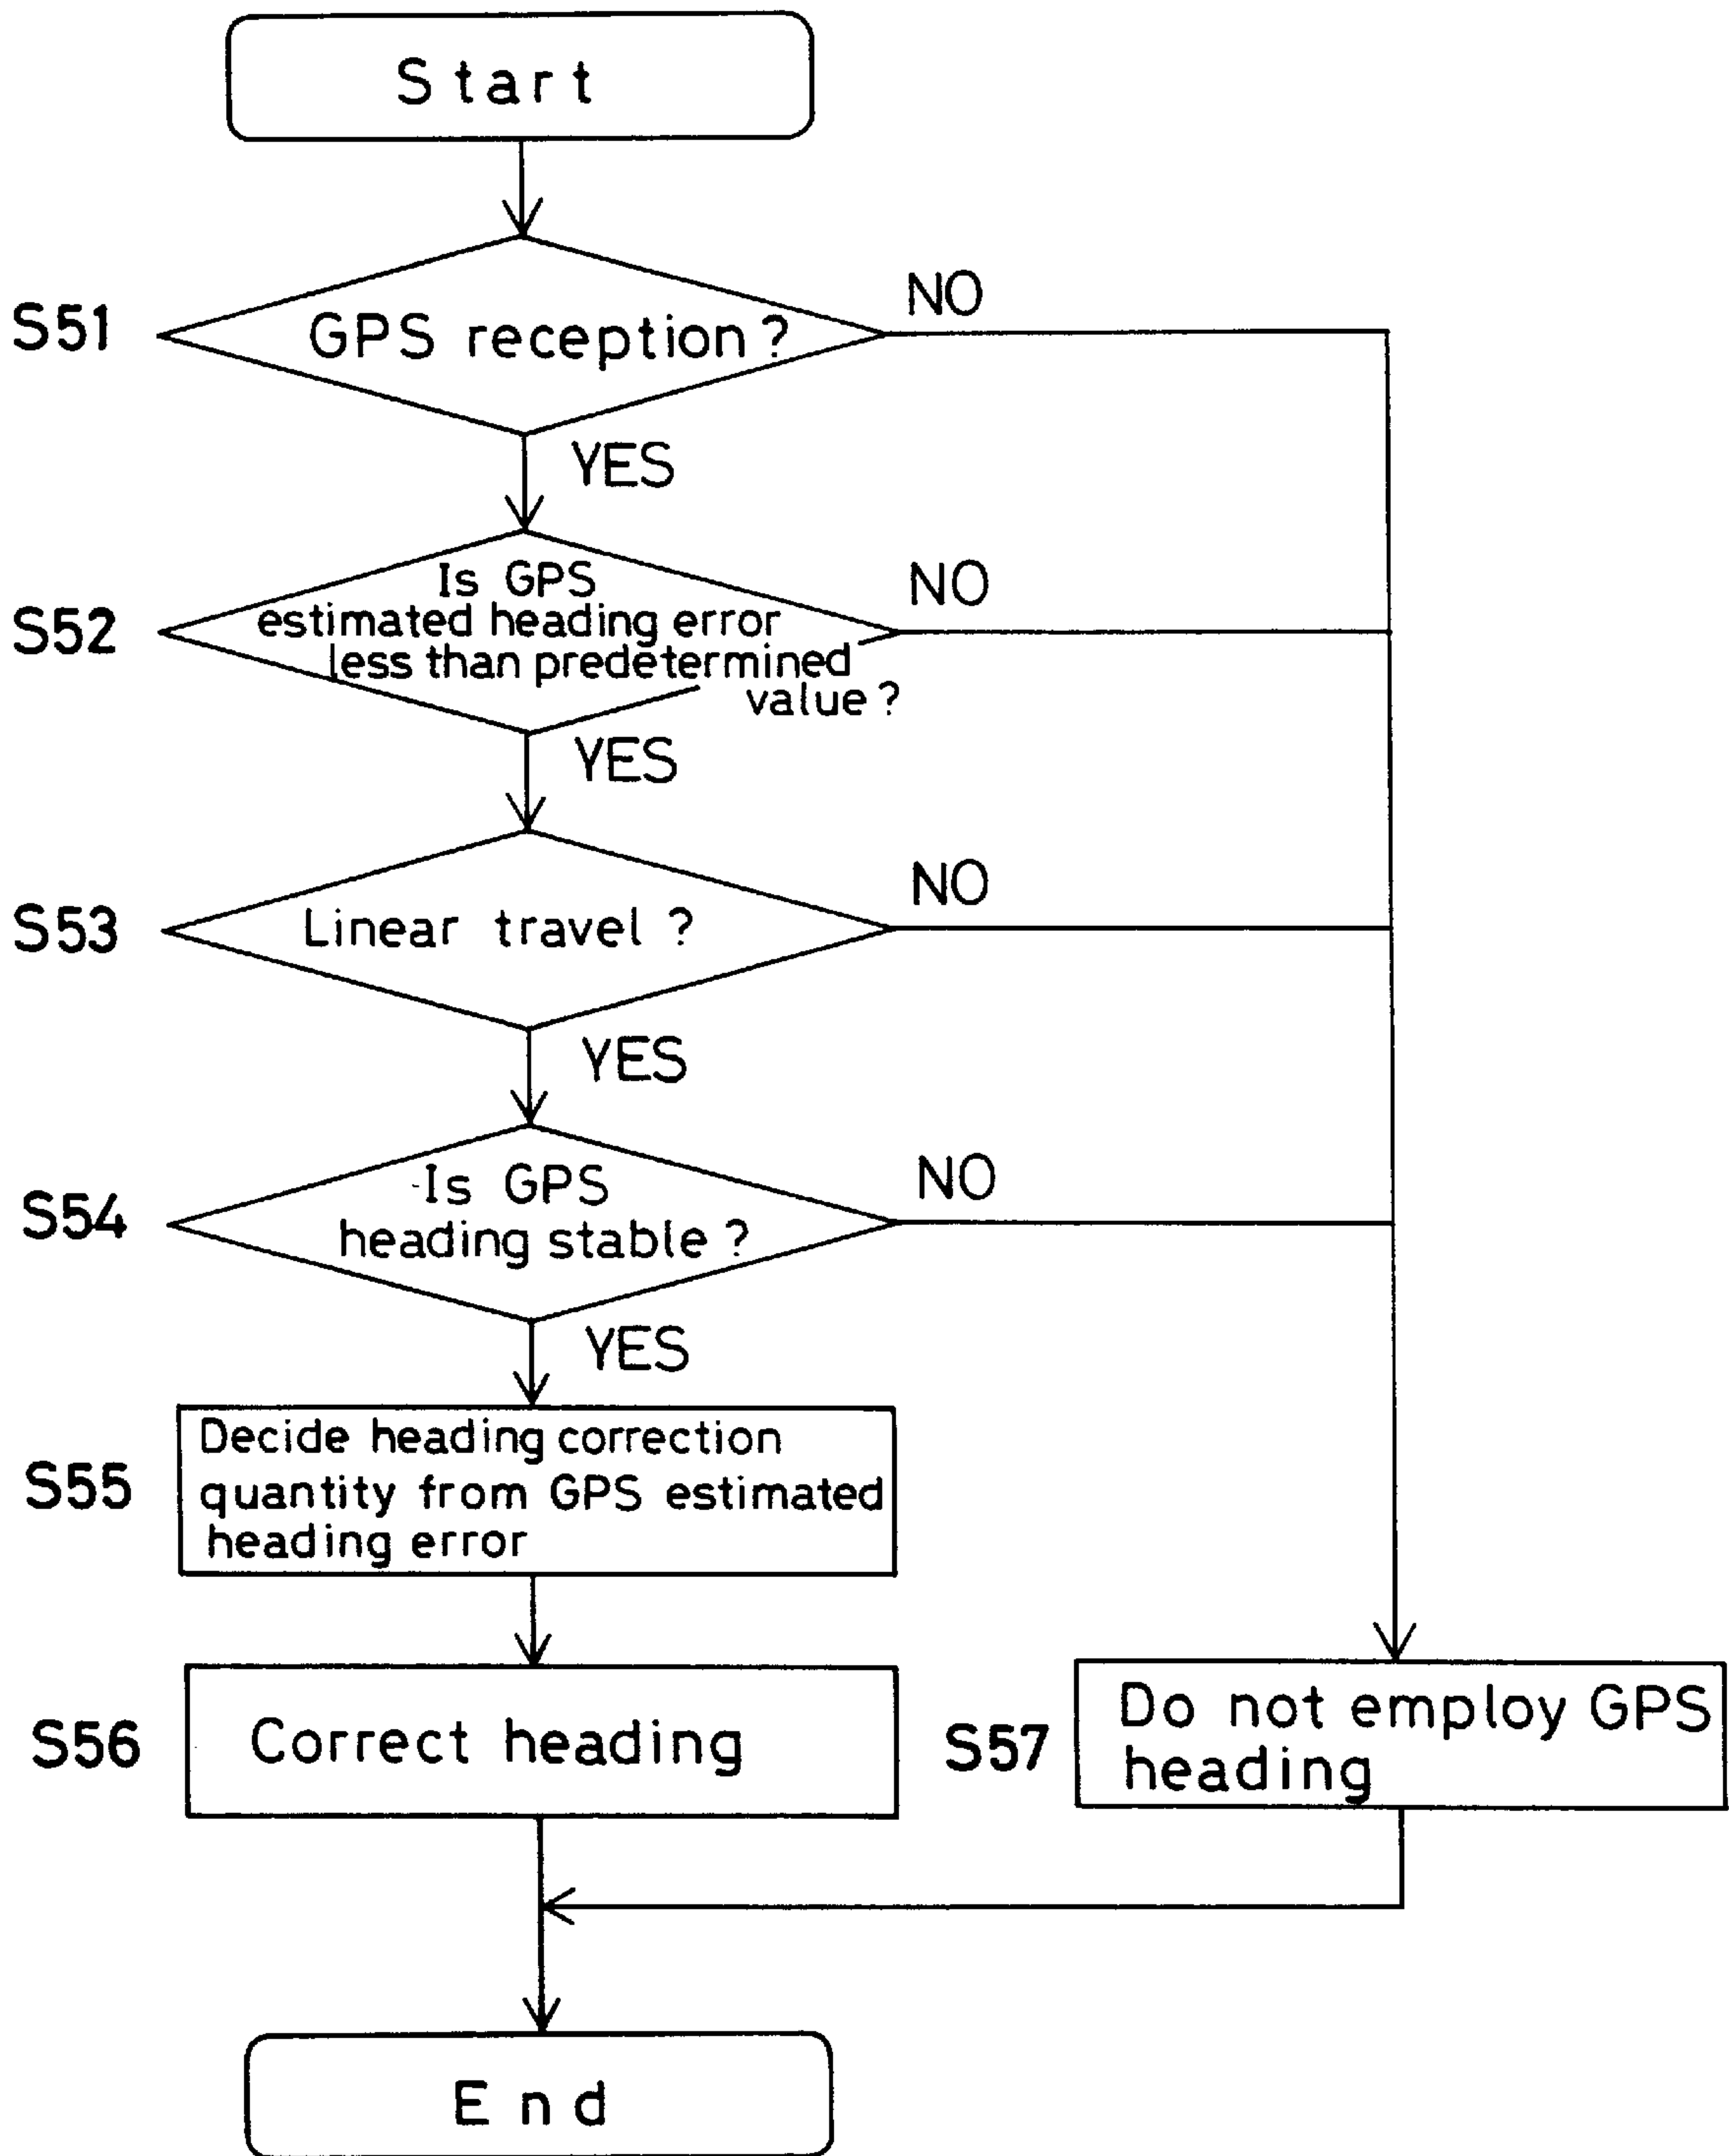 Start
S51
GPS reception?
NO
YES
S52
Is GPS
estimated heading error
less than predetermined
value?
NO
YES
S53
Linear travel?
NO
YES
S54
Is GPS
heading stable?
NO
YES
S55
Decide heading correction
quantity from GPS estimated
heading error
S56
Correct heading
S57
Do not employ GPS
heading
End